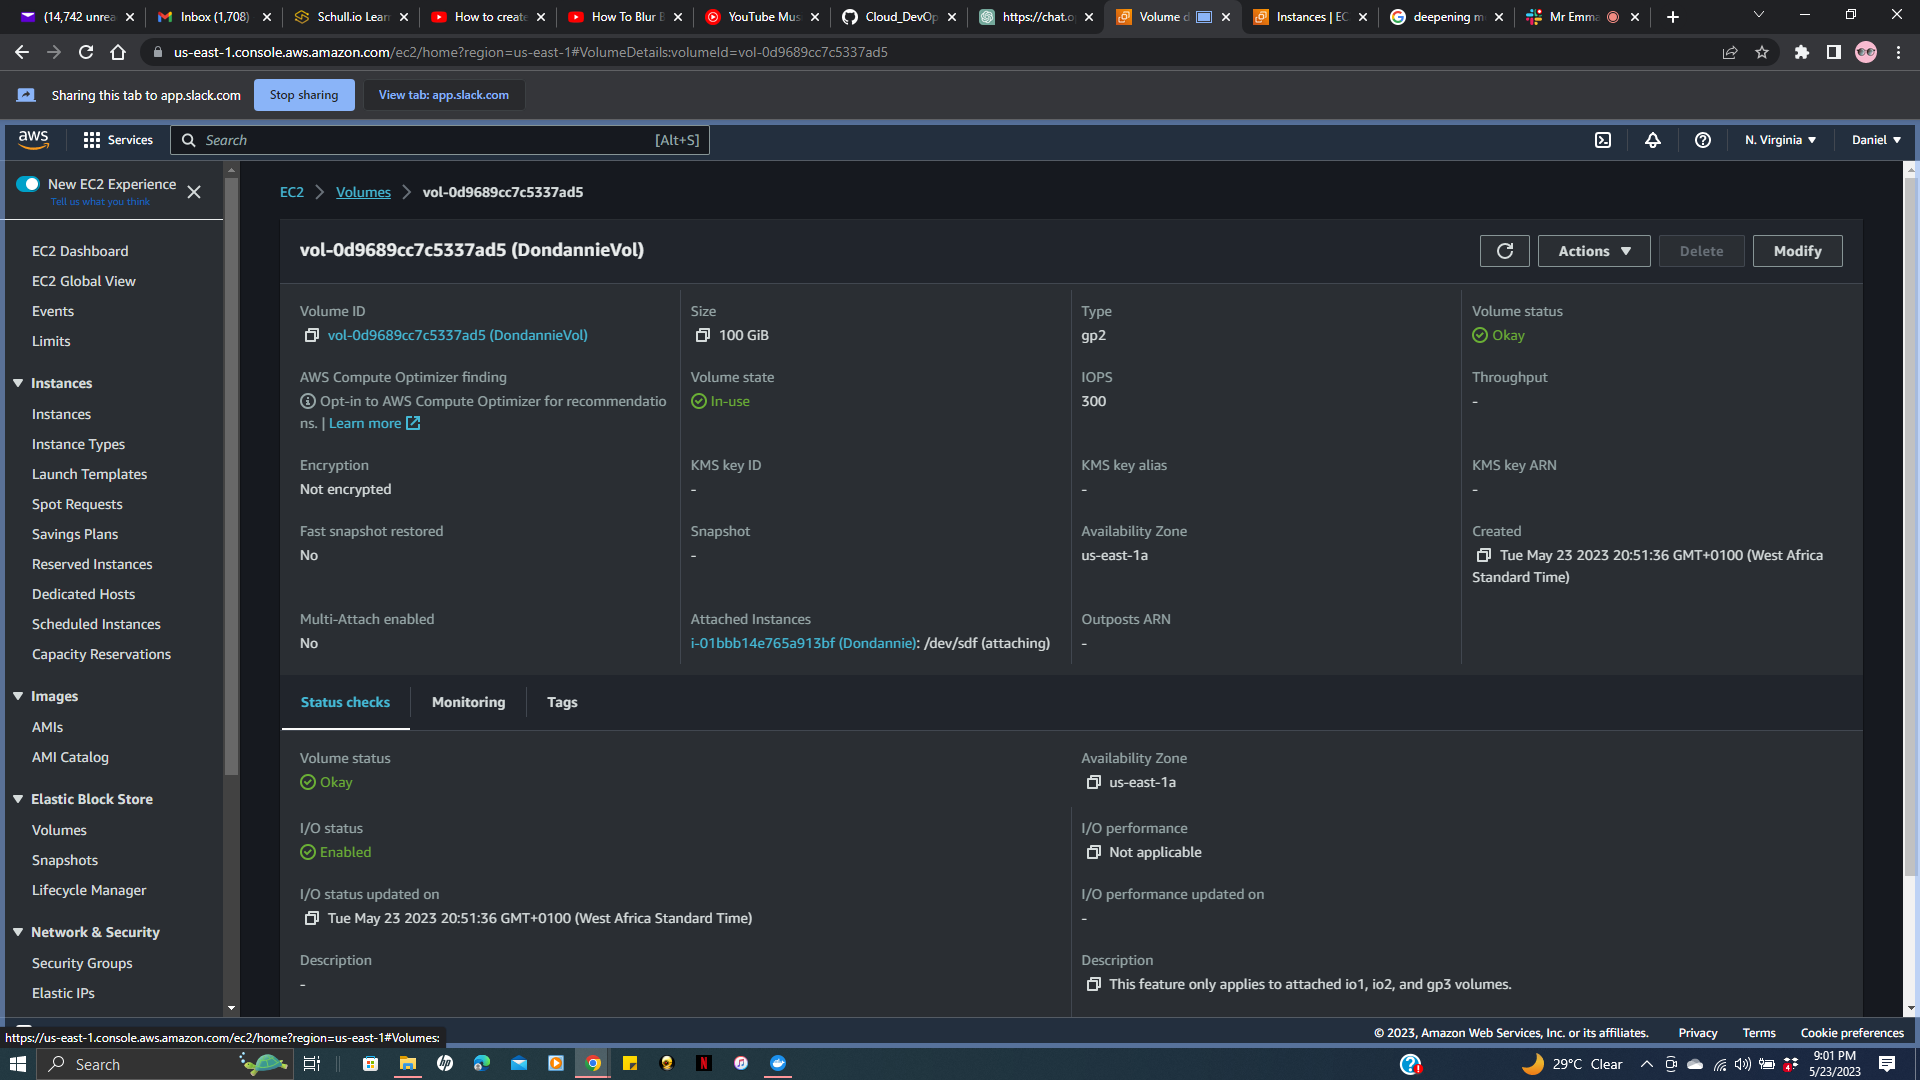 (14,742 unrea
Inbox (1,708)
Schull.io Lear
How to create
How To Blur B
YouTube Mus
Cloud_DevOp
https://chat.o
Volume d
Instances | EC
deepening m
Mr Emma
us-east-1.console.aws.amazon.com/ec2/home?region=us-east-1#VolumeDetails:volumeId=vol-0d9689cc7c5337ad5
Sharing this tab to app.slack.com
Stop sharing
View tab: app.slack.com
aws
Services
Search
[Alt+S]
N. Virginia
Daniel
New EC2 Experience
Tell us what you think
EC2 Dashboard
EC2 Global View
Events
Limits
Instances
Instances
Instance Types
Launch Templates
Spot Requests
Savings Plans
Reserved Instances
Dedicated Hosts
Scheduled Instances
Capacity Reservations
Images
AMIs
AMI Catalog
Elastic Block Store
Volumes
Snapshots
Lifecycle Manager
Network & Security
Security Groups
Elastic IPs
EC2
Volumes
vol-0d9689cc7c5337ad5
vol-0d9689cc7c5337ad5 (DondannieVol)
Actions
Delete
Modify
Volume ID
vol-0d9689cc7c5337ad5 (DondannieVol)
Size
100 GiB
Type
gp2
Volume status
Okay
AWS Compute Optimizer finding
Opt-in to AWS Compute Optimizer for recommendatio
ns. | Learn more
Volume state
In-use
IOPS
300
Throughput
-
Encryption
Not encrypted
KMS key ID
-
KMS key alias
-
KMS key ARN
-
Fast snapshot restored
No
Snapshot
-
Availability Zone
us-east-1a
Created
Tue May 23 2023 20:51:36 GMT+0100 (West Africa
Standard Time)
Multi-Attach enabled
No
Attached Instances
i-01bbb14e765a913bf (Dondannie): /dev/sdf (attaching)
Outposts ARN
-
Status checks
Monitoring
Tags
Volume status
Okay
Availability Zone
us-east-1a
I/O status
Enabled
I/O performance
Not applicable
I/O status updated on
Tue May 23 2023 20:51:36 GMT+0100 (West Africa Standard Time)
I/O performance updated on
-
Description
-
Description
This feature only applies to attached io1, io2, and gp3 volumes.
https://us-east-1.console.aws.amazon.com/ec2/home?region=us-east-1#Volumes:
© 2023, Amazon Web Services, Inc. or its affiliates.
Privacy
Terms
Cookie preferences
Search
29°C Clear
9:01 PM
5/23/2023